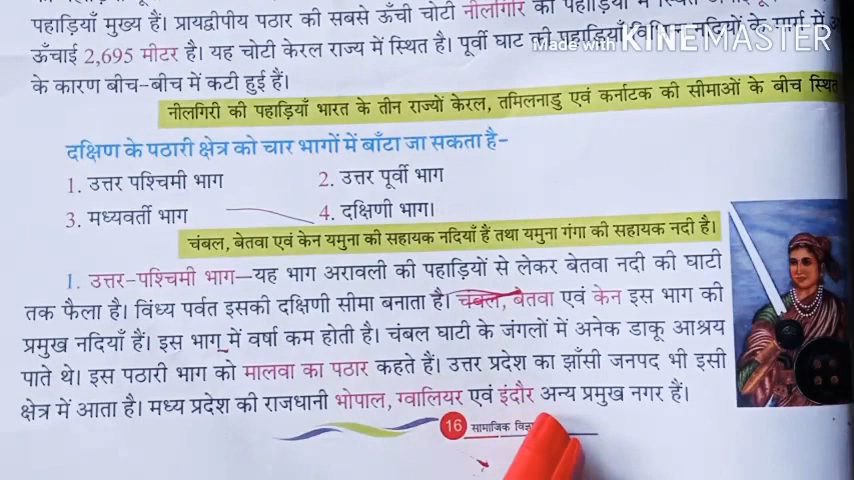 पहाड़ियाँ मुख्य हैं। प्रायद्वीपीय पठार की सबसे ऊँची चोटी नीलगिरि की पहाड़ियों में
ऊँचाई 2,695 मीटर है। यह चोटी केरल राज्य में स्थित है। पूर्वी घाट की पहाड़ियाँ विभिन्न नदियों के मार्ग में
Made with KINEMASTER
के कारण बीच-बीच में कटी हुई हैं।
नीलगिरी की पहाड़ियाँ भारत के तीन राज्यों केरल, तमिलनाडु एवं कर्नाटक की सीमाओं के बीच स्थित
दक्षिण के पठारी क्षेत्र को चार भागों में बाँटा जा सकता है-
1. उत्तर पश्चिमी भाग 2. उत्तर पूर्वी भाग
3. मध्यवर्ती भाग 4. दक्षिणी भाग।
चंबल, बेतवा एवं केन यमुना की सहायक नदियाँ हैं तथा यमुना गंगा की सहायक नदी है।
1. उत्तर-पश्चिमी भाग—यह भाग अरावली की पहाड़ियों से लेकर बेतवा नदी की घाटी
तक फैला है। विंध्य पर्वत इसकी दक्षिणी सीमा बनाता है। चंबल, बेतवा एवं केन इस भाग की
प्रमुख नदियाँ हैं। इस भाग में वर्षा कम होती है। चंबल घाटी के जंगलों में अनेक डाकू आश्रय
पाते थे। इस पठारी भाग को मालवा का पठार कहते हैं। उत्तर प्रदेश का झाँसी जनपद भी इसी
क्षेत्र में आता है। मध्य प्रदेश की राजधानी भोपाल, ग्वालियर एवं इंदौर अन्य प्रमुख नगर हैं।
16 सामाजिक